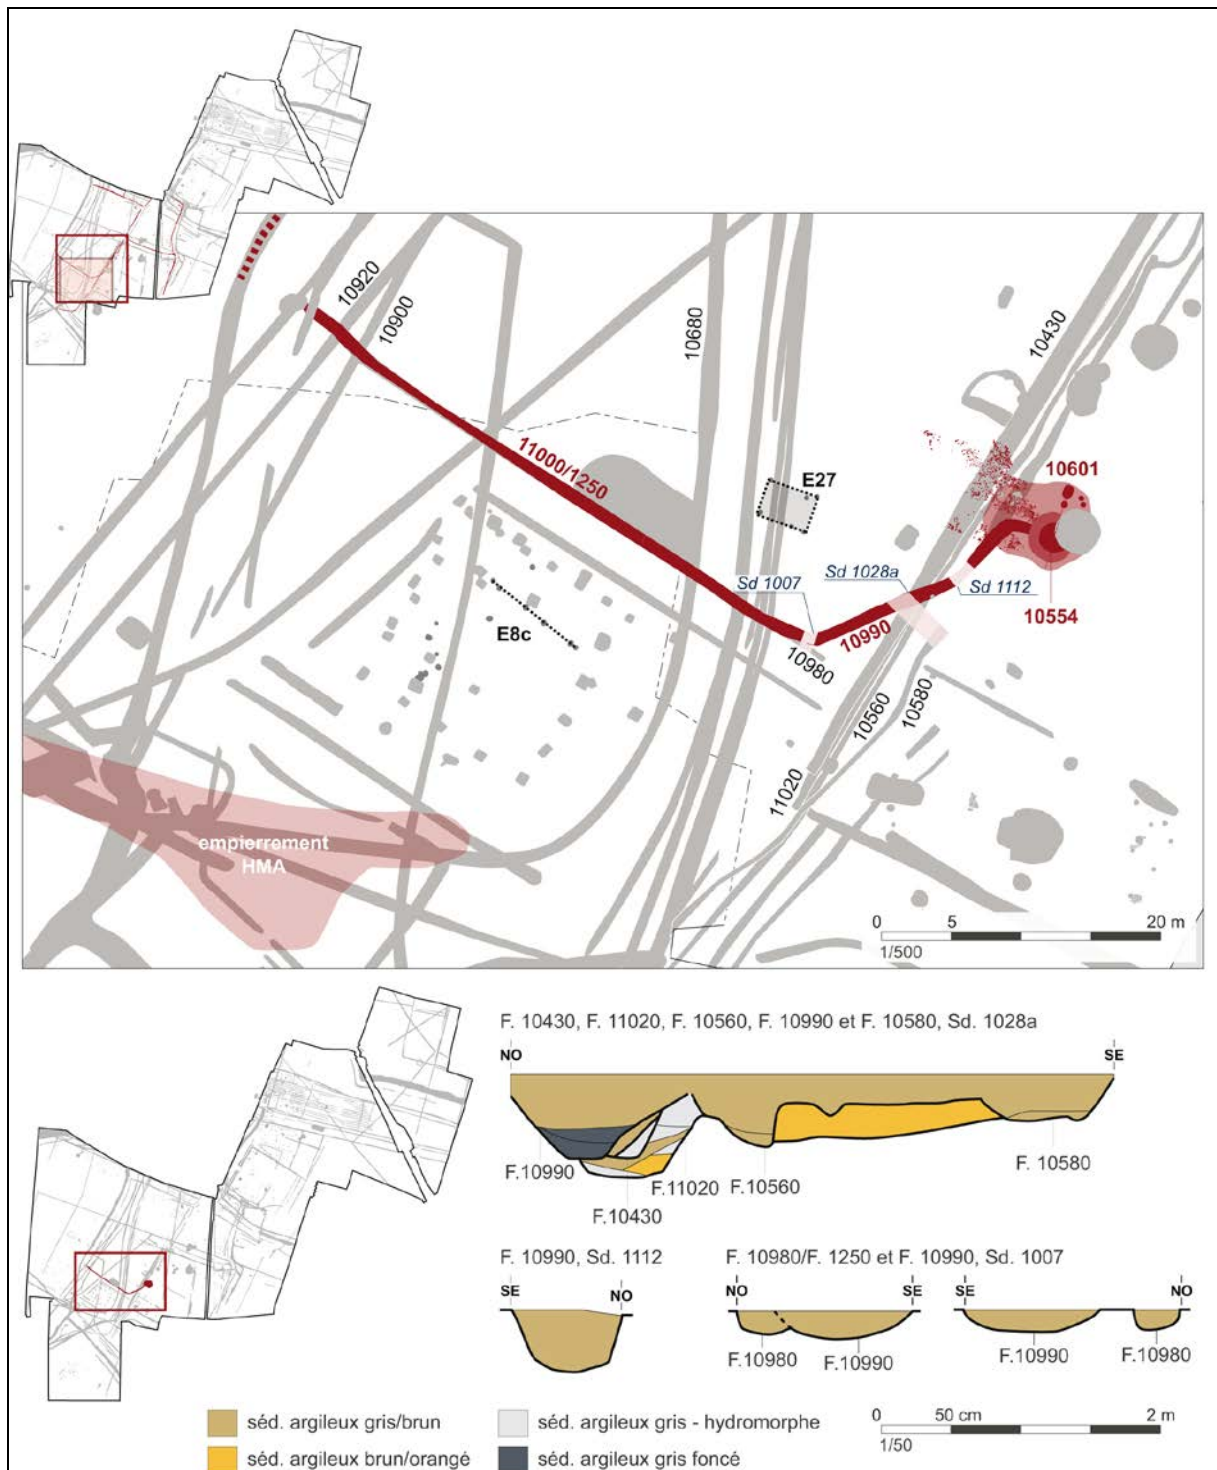 10920
10900
10680
10430
11000/1250
E27
10601
Sd 1007
Sd 1028a
Sd 1112
10554
E8c
10980
10990
10560
10580
11020
empierrement
HMA
0 5 20 m
1/500
F. 10430, F. 11020, F. 10560, F. 10990 et F. 10580, Sd. 1028a
NO SE
F.10990 F.11020 F.10560 F. 10580
F.10430
F. 10990, Sd. 1112 F. 10980/F. 1250 et F. 10990, Sd. 1007
SE NO NO SE SE NO
F.10980 F.10990 F.10990 F.10980
séd. argileux gris/brun séd. argileux gris - hydromorphe
séd. argileux brun/orangé séd. argileux gris foncé
0 50 cm 2 m
1/50